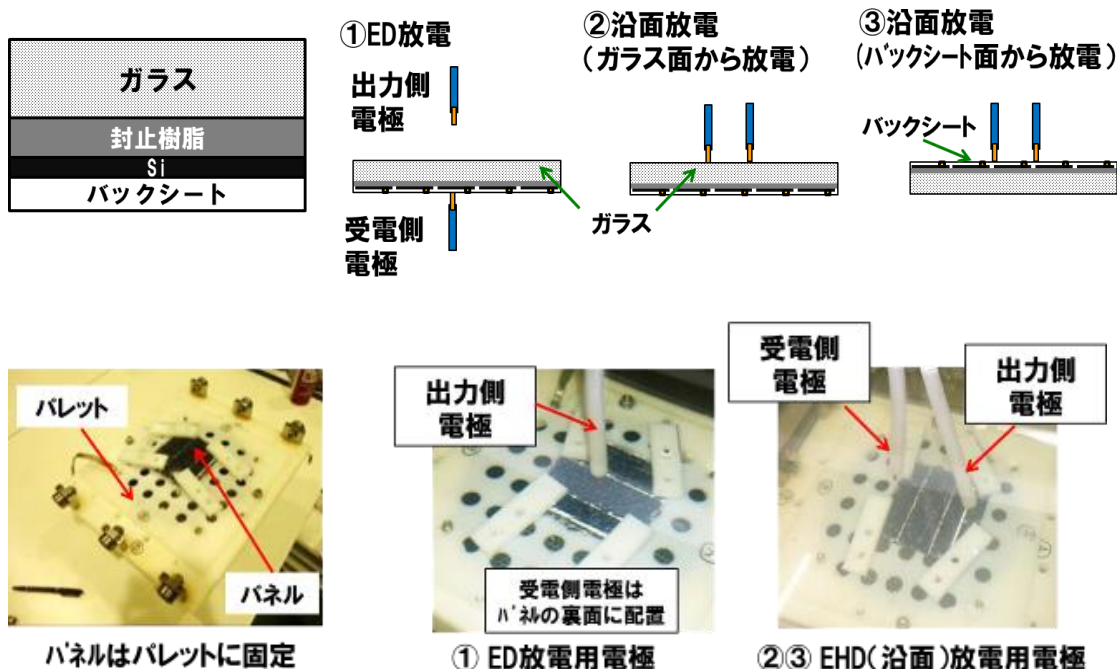 ガラス
封止樹脂
Si
バックシート
①ED放電
出力側
電極
受電側
電極
②沿面放電
(ガラス面から放電)
ガラス
③沿面放電
(バックシート面から放電)
バックシート
パレット
パネル
パネルはパレットに固定
出力側
電極
受電側電極は
パネルの裏面に配置
① ED放電用電極
受電側
電極
出力側
電極
②③ EHD(沿面)放電用電極